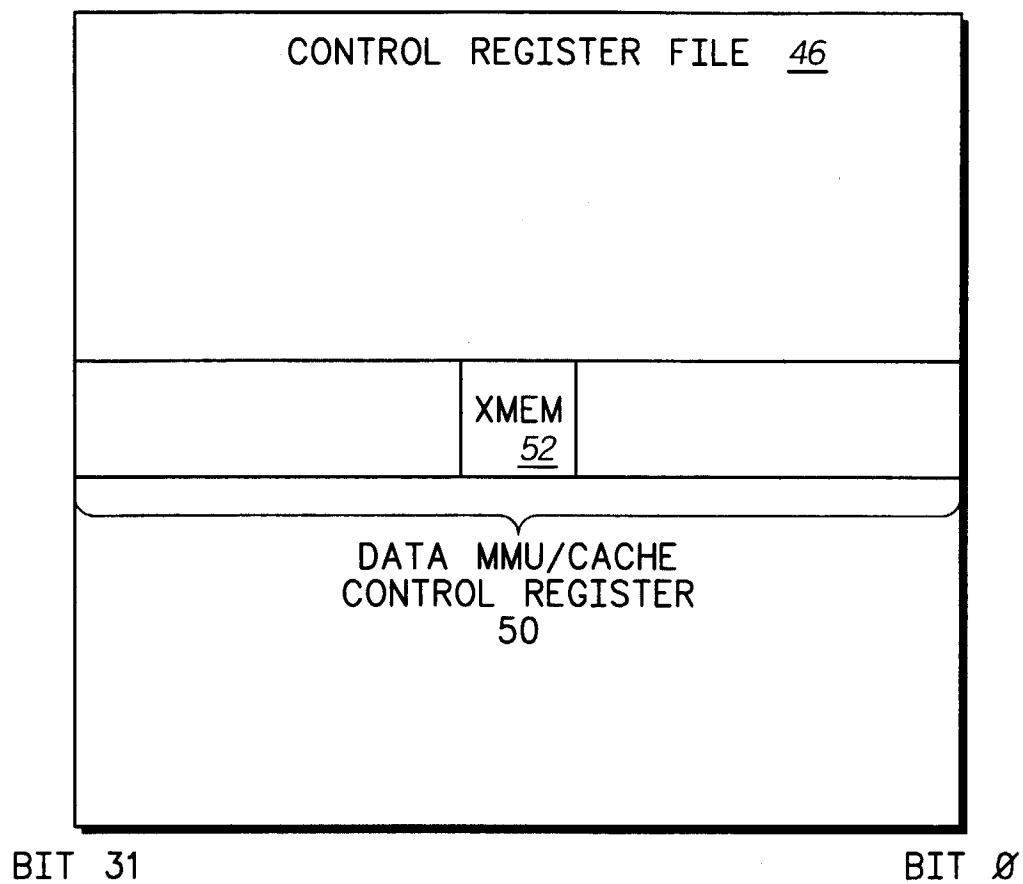 CONTROL REGISTER FILE 46
XMEM
52
DATA MMU/CACHE
CONTROL REGISTER
50
BIT 31 BIT Ø